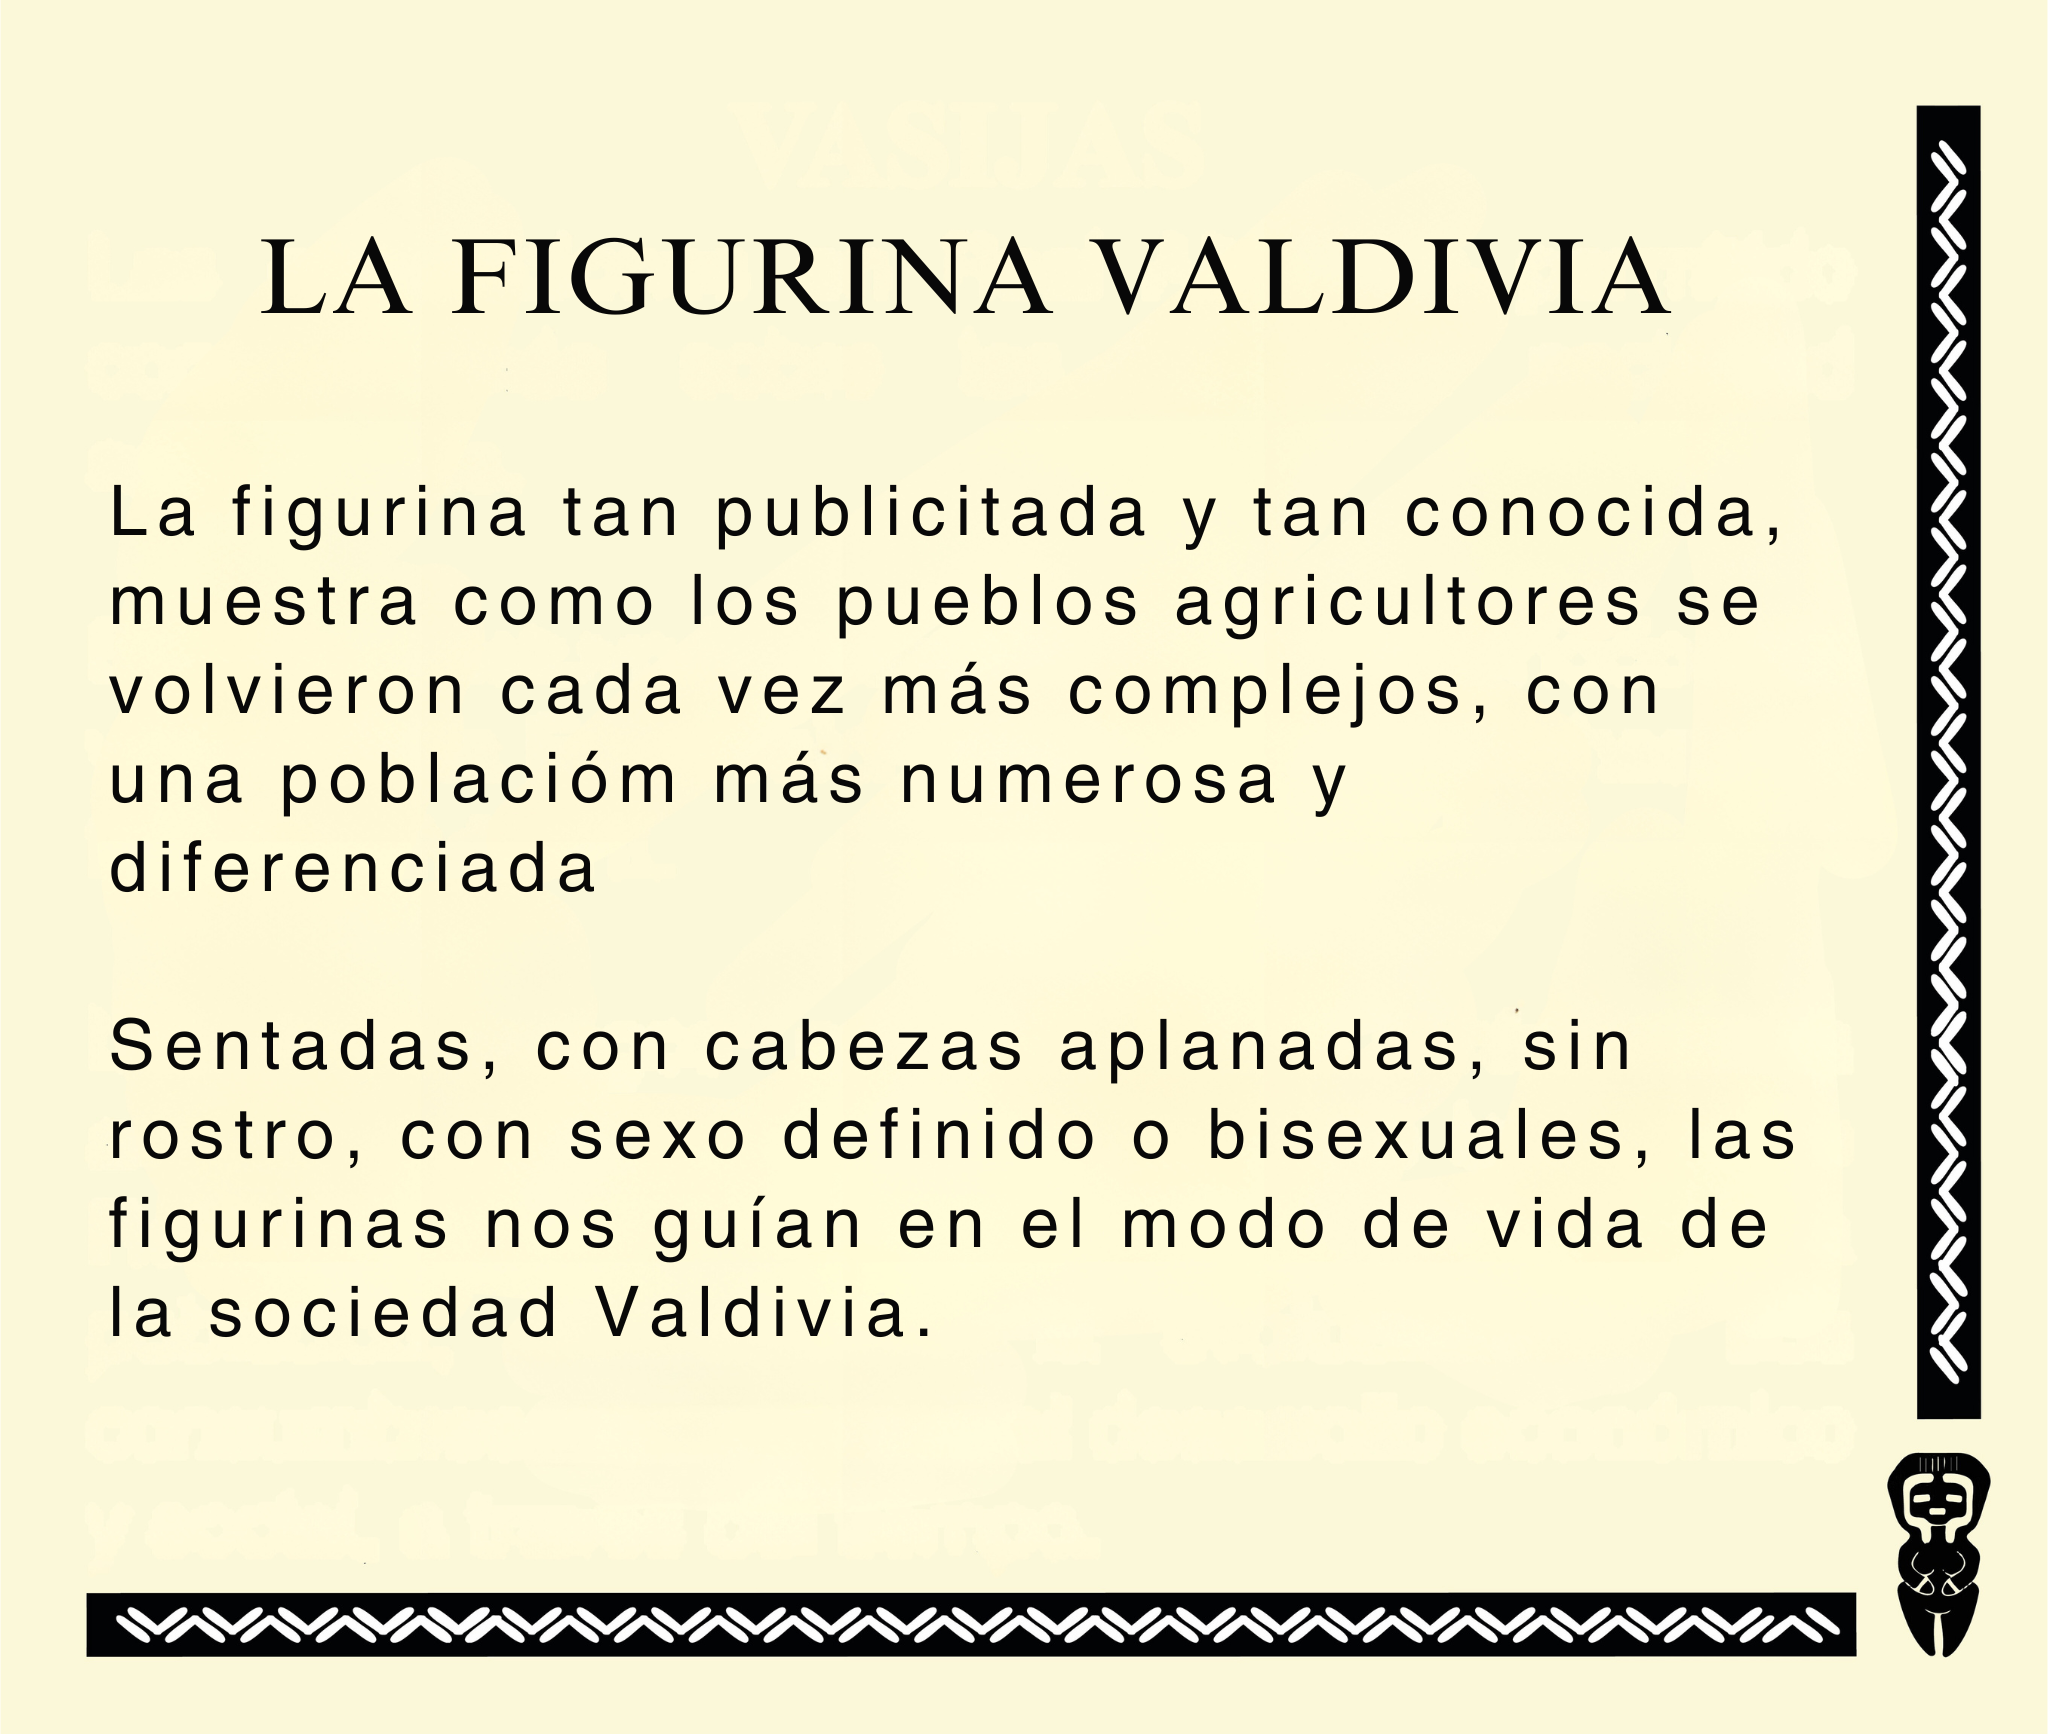 LA FIGURINA VALDIVIA
La figurina tan publicitada y tan conocida,
muestra como los pueblos agricultores se
volvieron cada vez más complejos, con
una poblacióm más numerosa y
diferenciada
Sentadas, con cabezas aplanadas, sin
rostro, con sexo definido o bisexuales, las
figurinas nos guían en el modo de vida de
la sociedad Valdivia.